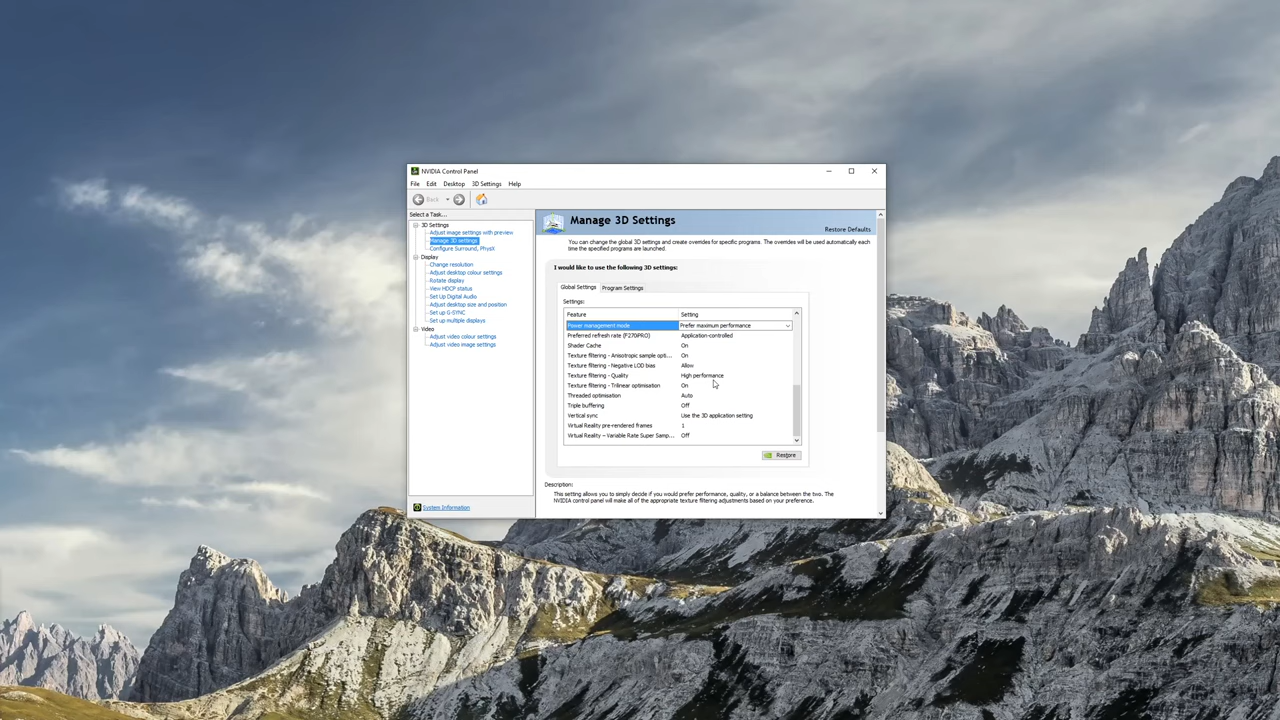 NVIDIA Control Panel
File Edit Desktop 3D Settings Help
Back
Select a Task...
3D Settings
Adjust image settings with preview
Manage 3D settings
Configure Surround, PhysX
Display
Change resolution
Adjust desktop colour settings
Rotate display
View HDCP status
Set Up Digital Audio
Adjust desktop size and position
Set up G-SYNC
Set up multiple displays
Video
Adjust video colour settings
Adjust video image settings
System Information
Manage 3D Settings
Restore Defaults
You can change the global 3D settings and create overrides for specific programs. The overrides will be used automatically each
time the specified programs are launched.
I would like to use the following 3D settings:
Global Settings Program Settings
Settings:
Feature Setting
Power management mode Prefer maximum performance
Preferred refresh rate (F270iPRO) Application-controlled
Shader Cache On
Texture filtering - Anisotropic sample opti... On
Texture filtering - Negative LOD bias Allow
Texture filtering - Quality High performance
Texture filtering - Trilinear optimisation On
Threaded optimisation Auto
Triple buffering Off
Vertical sync Use the 3D application setting
Virtual Reality pre-rendered frames 1
Virtual Reality – Variable Rate Super Samp... Off
Restore
Description:
This setting allows you to simply decide if you would prefer performance, quality, or a balance between the two. The
NVIDIA control panel will make all of the appropriate texture filtering adjustments based on your preference.